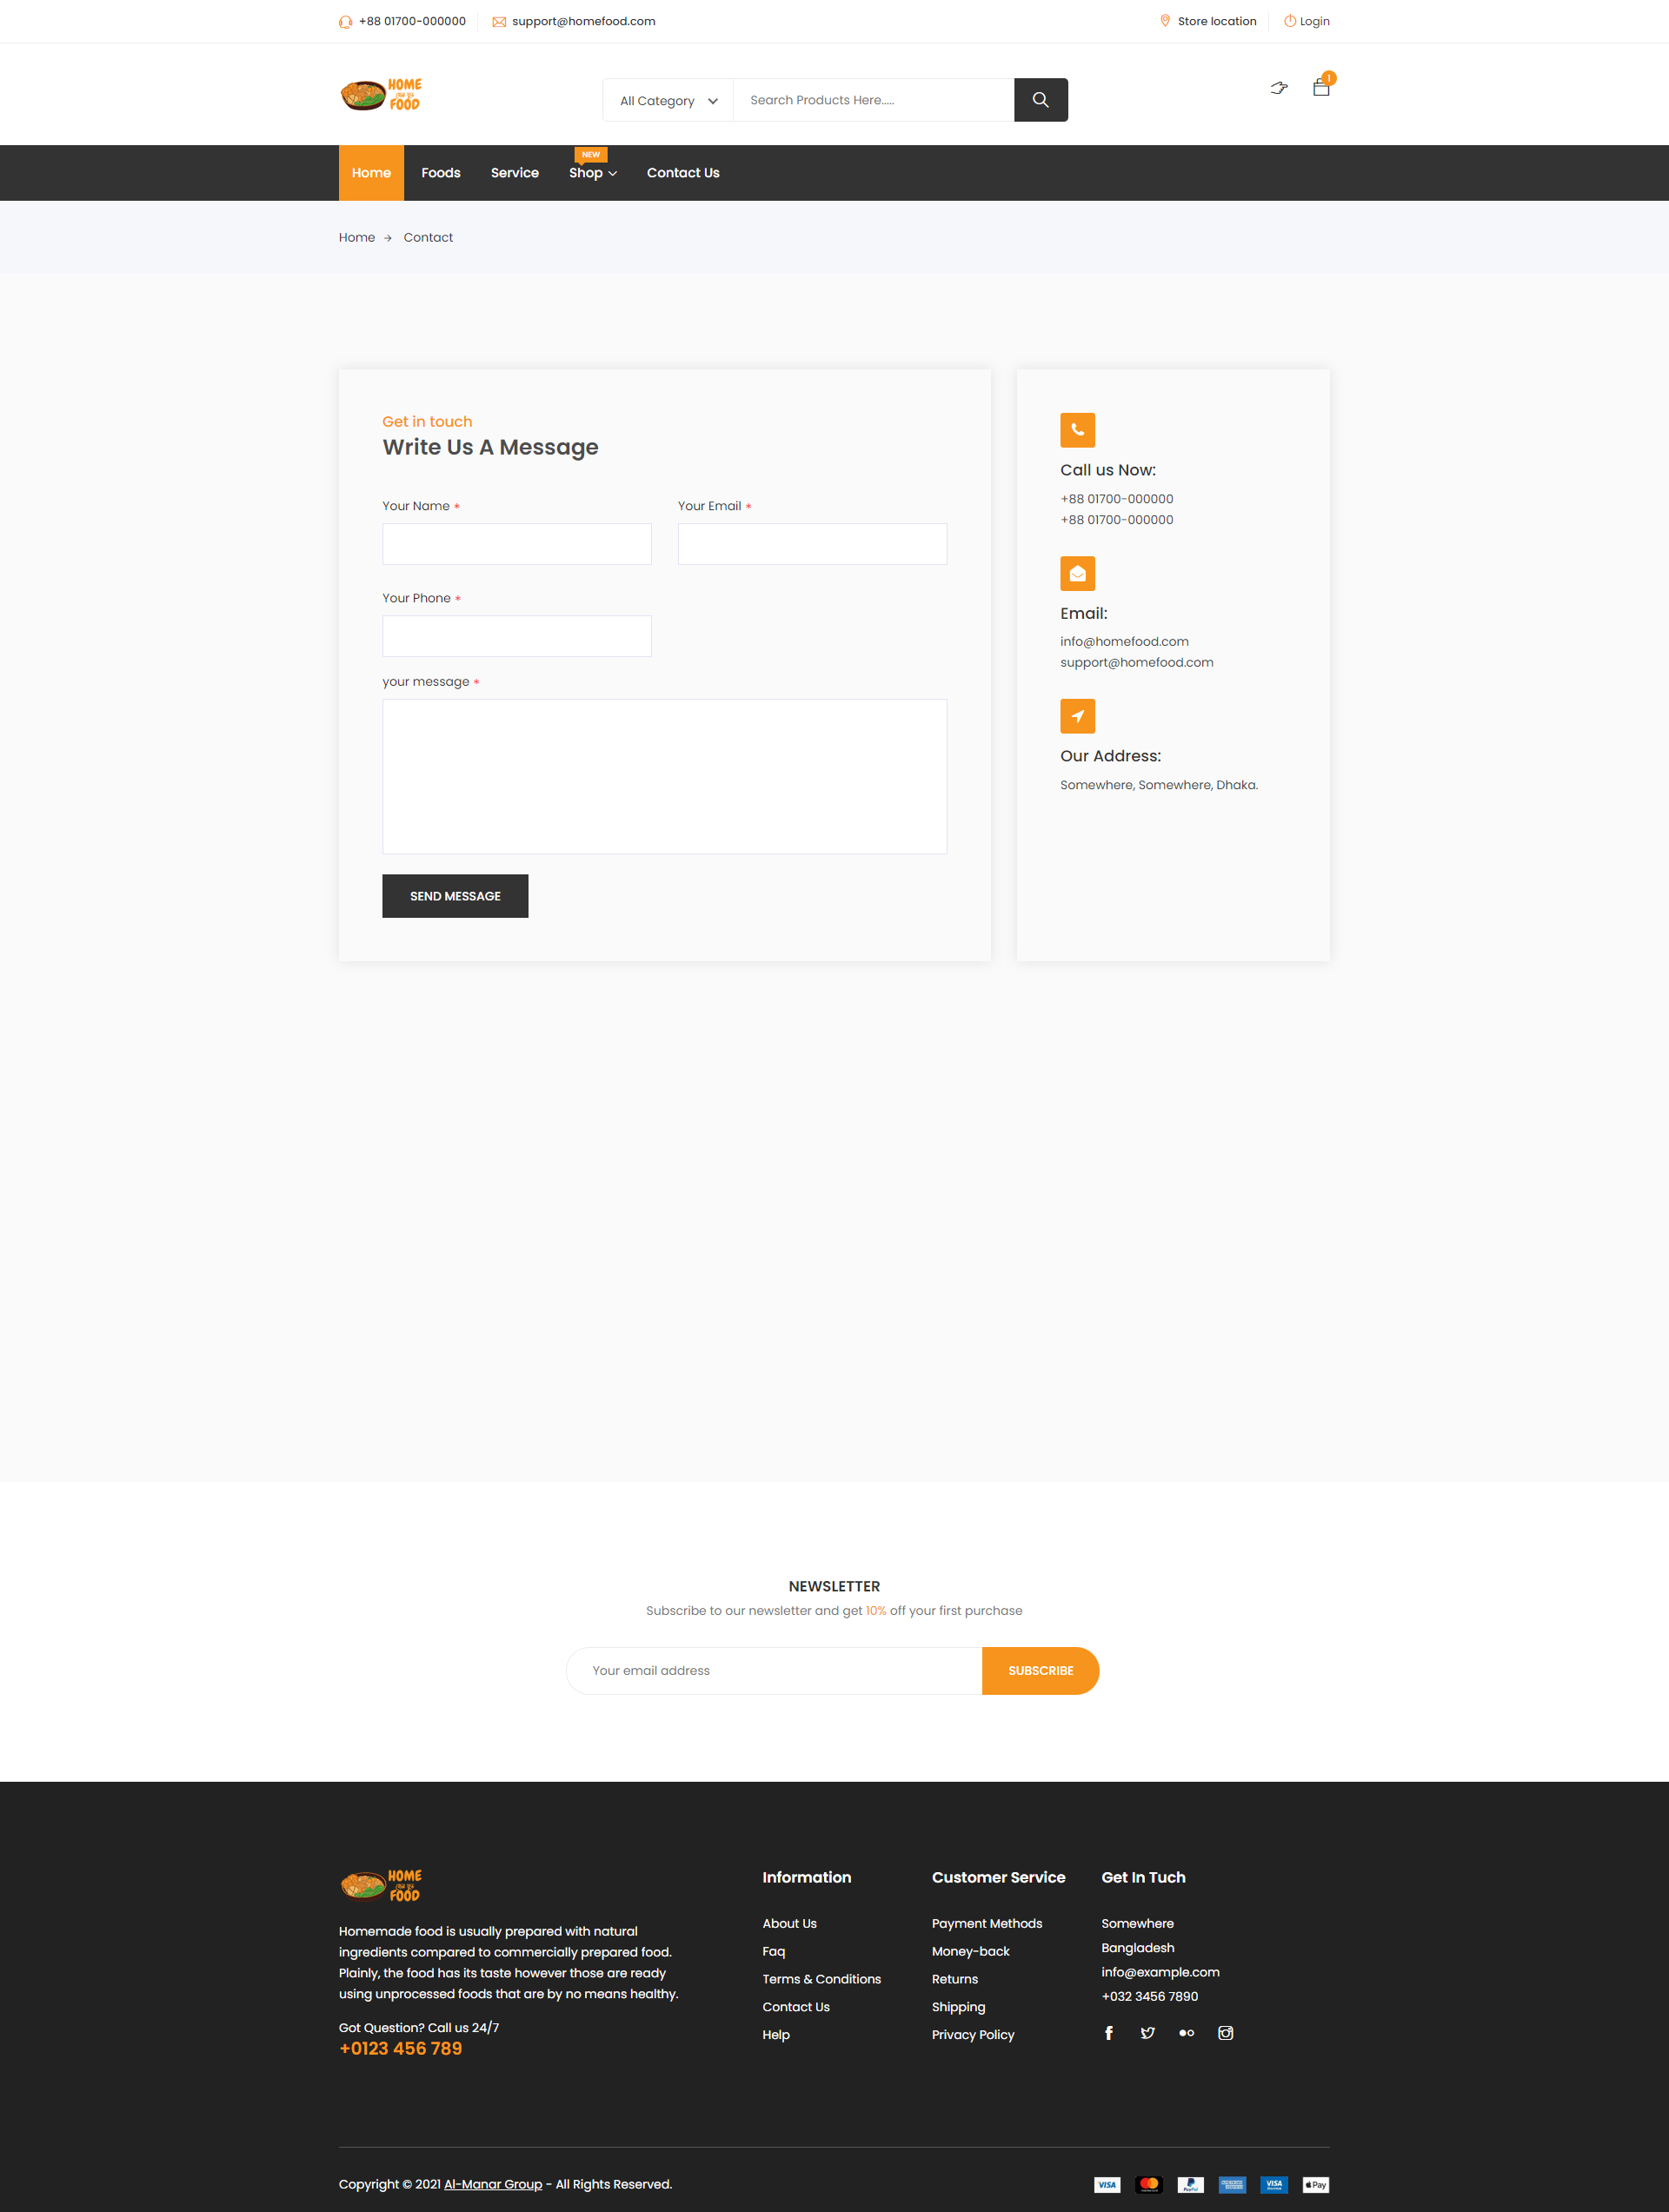 +88 01700-000000 support@homefood.com Store location Login
HOME
FOOD
All Category Search Products Here..... 1
NEW
Home Foods Service Shop Contact Us
Home → Contact
Get in touch
Write Us A Message
Your Name * Your Email *
Your Phone *
your message *
SEND MESSAGE
Call us Now:
+88 01700-000000
+88 01700-000000
Email:
info@homefood.com
support@homefood.com
Our Address:
Somewhere, Somewhere, Dhaka.
NEWSLETTER
Subscribe to our newsletter and get 10% off your first purchase
Your email address SUBSCRIBE
HOME
FOOD
Homemade food is usually prepared with natural
ingredients compared to commercially prepared food.
Plainly, the food has its taste however those are ready
using unprocessed foods that are by no means healthy.
Got Question? Call us 24/7
+0123 456 789
Information
About Us
Faq
Terms & Conditions
Contact Us
Help
Customer Service
Payment Methods
Money-back
Returns
Shipping
Privacy Policy
Get In Tuch
Somewhere
Bangladesh
info@example.com
+032 3456 7890
Copyright © 2021 Al-Manar Group - All Rights Reserved.
VISA PayPal VISA Pay